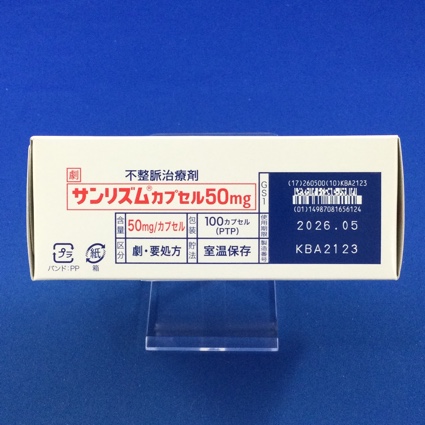 劇
不整脈治療剤
サンリズム®カプセル50mg
含量
50mg/カプセル
包装
100カプセル
(PTP)
区分
劇・要処方
貯法
室温保存
プラ
バンド:PP
紙
箱
GS1
使用期限
製造番号
(17)260500(10)KBA2123
(01)14987081656124
2026.05
KBA2123